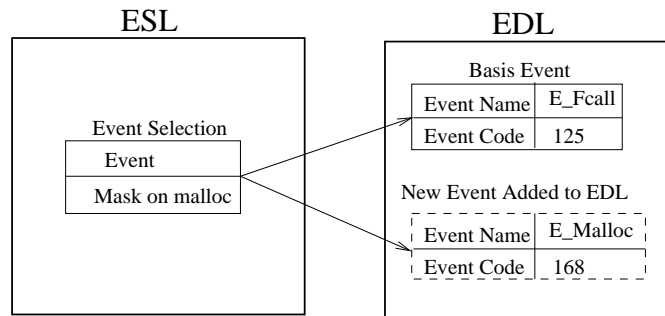 ESL
Event Selection
Event
Mask on malloc
EDL
Basis Event
Event Name E_Fcall
Event Code 125
New Event Added to EDL
Event Name E_Malloc
Event Code 168